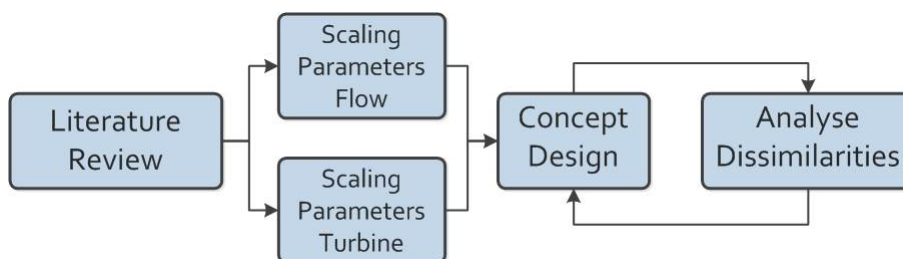 Literature
Review
Scaling
Parameters
Flow
Scaling
Parameters
Turbine
Concept
Design
Analyse
Dissimilarities